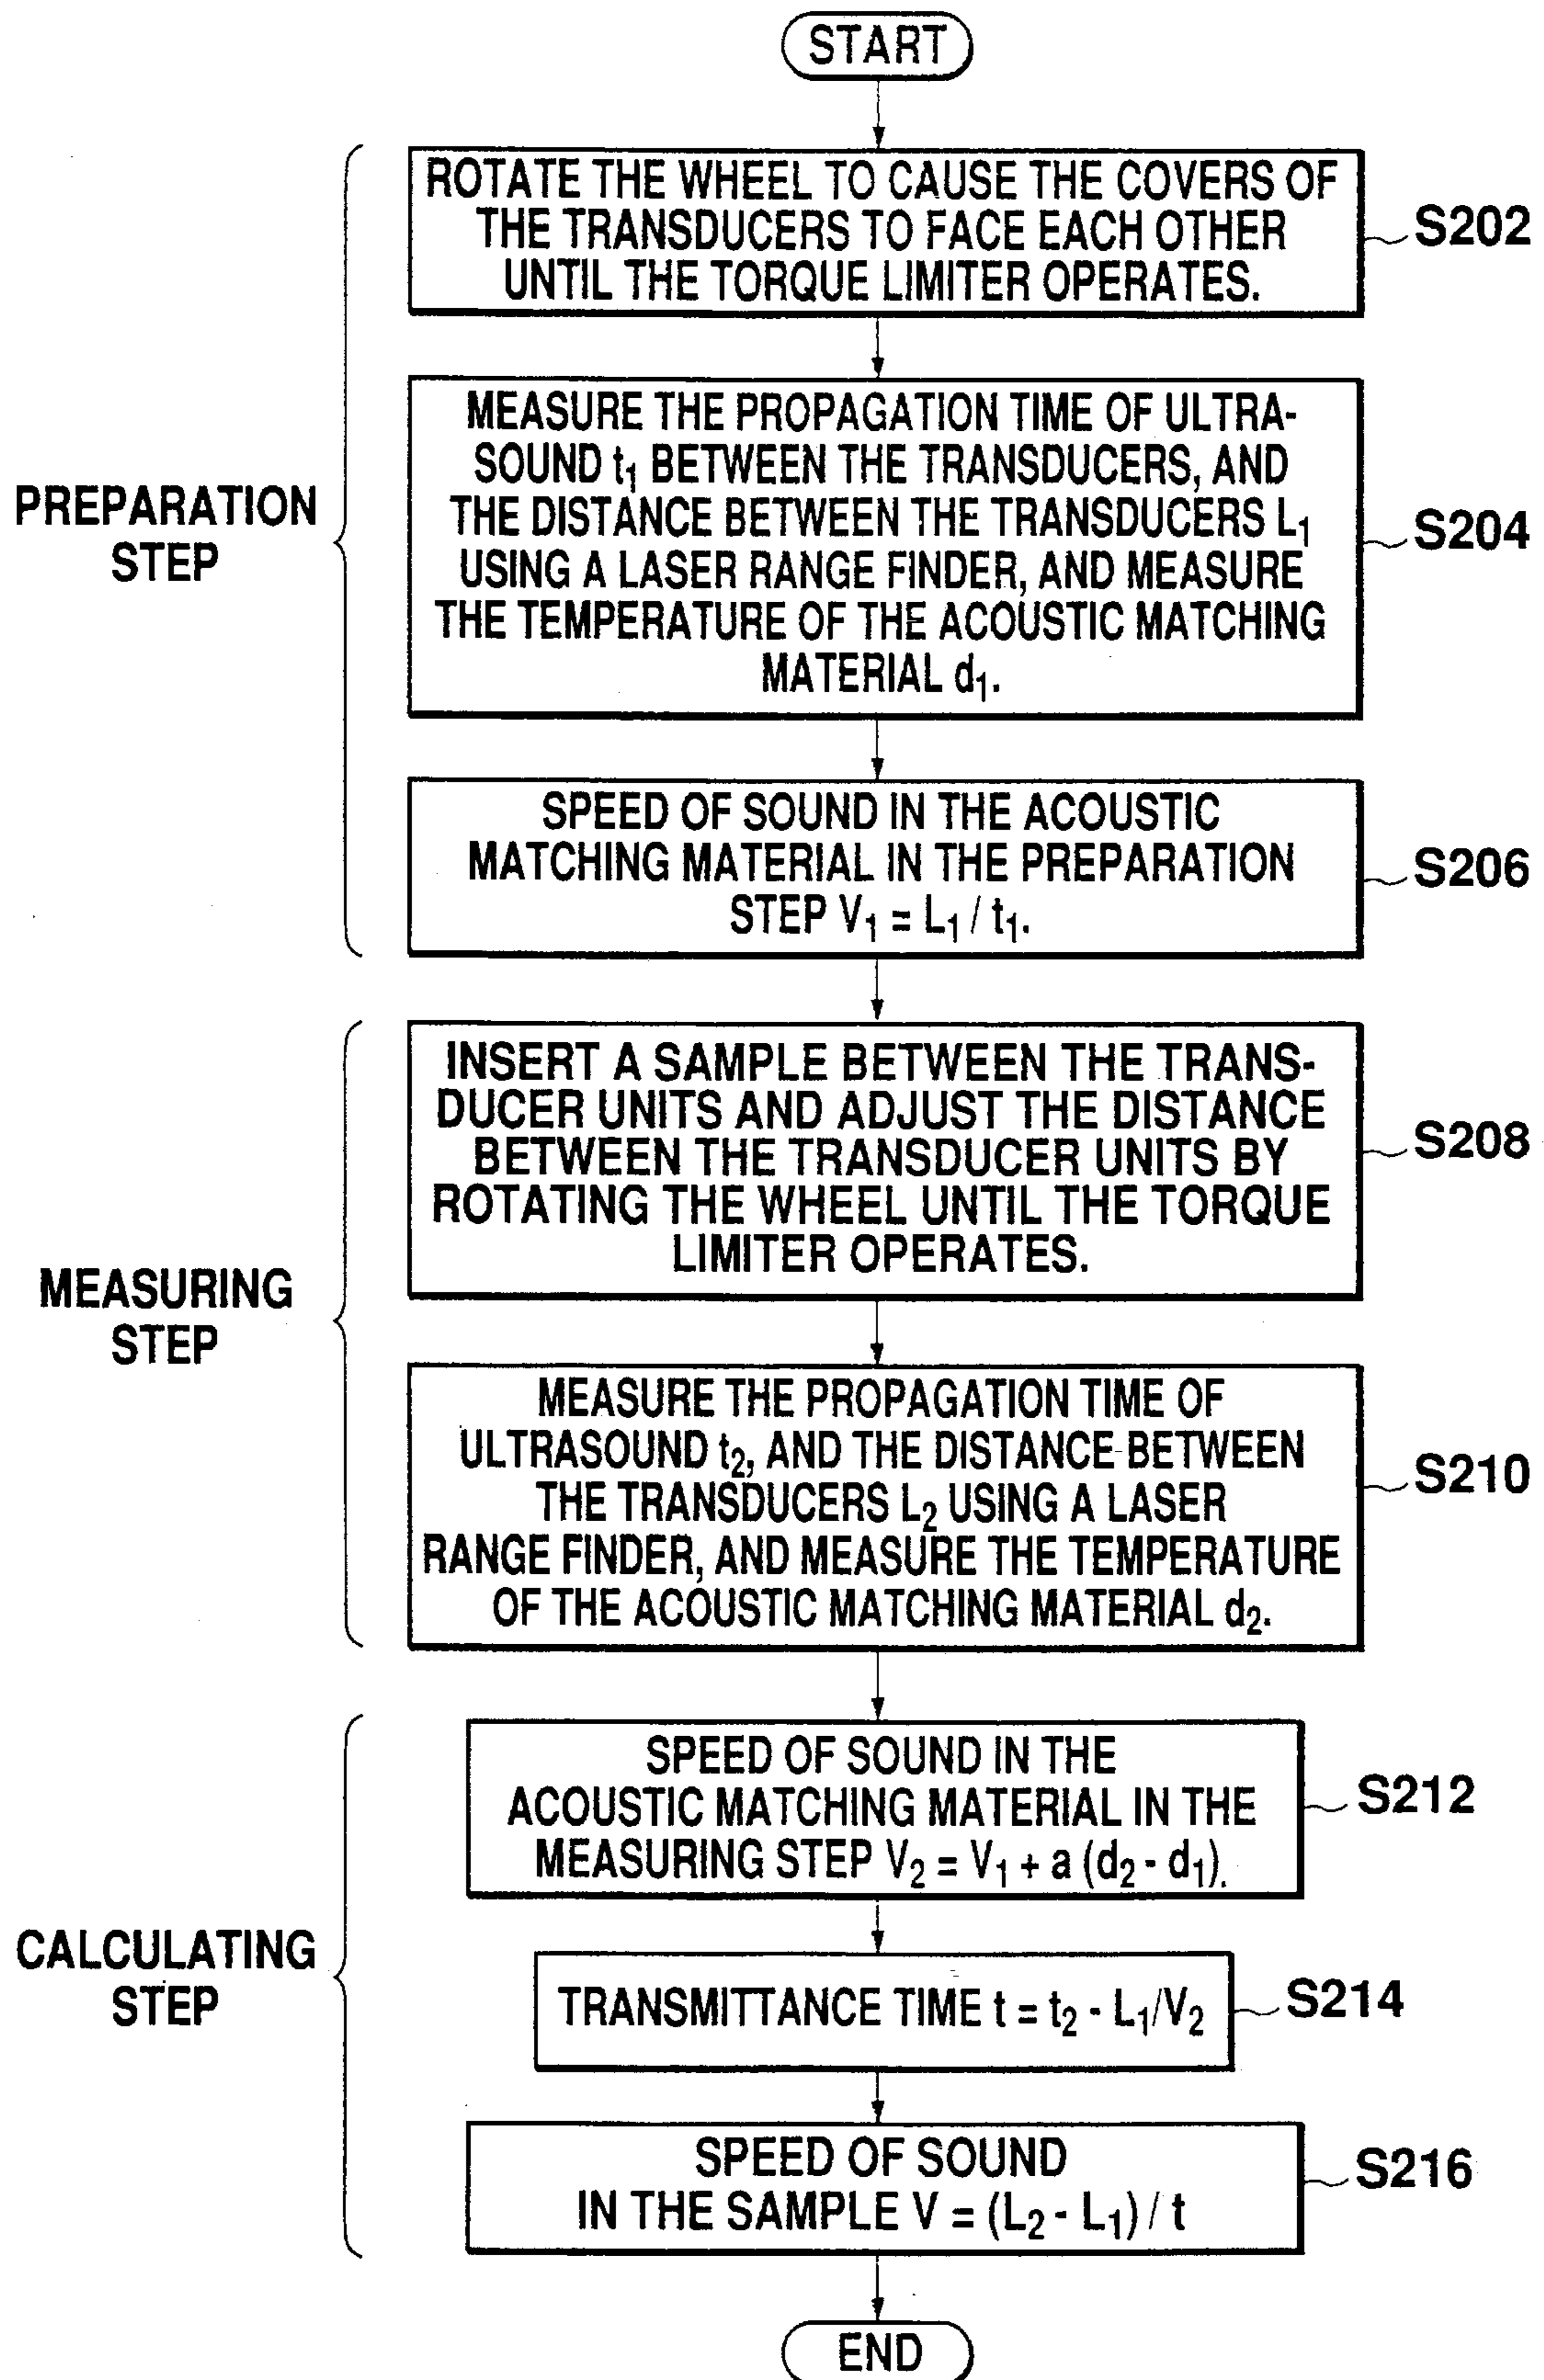 START
ROTATE THE WHEEL TO CAUSE THE COVERS OF
THE TRANSDUCERS TO FACE EACH OTHER
UNTIL THE TORQUE LIMITER OPERATES.
S202
MEASURE THE PROPAGATION TIME OF ULTRA-
SOUND t₁ BETWEEN THE TRANSDUCERS, AND
THE DISTANCE BETWEEN THE TRANSDUCERS L₁
USING A LASER RANGE FINDER, AND MEASURE
THE TEMPERATURE OF THE ACOUSTIC MATCHING
MATERIAL d₁.
S204
PREPARATION
STEP
SPEED OF SOUND IN THE ACOUSTIC
MATCHING MATERIAL IN THE PREPARATION
STEP V₁ = L₁ / t₁.
S206
INSERT A SAMPLE BETWEEN THE TRANS-
DUCER UNITS AND ADJUST THE DISTANCE
BETWEEN THE TRANSDUCER UNITS BY
ROTATING THE WHEEL UNTIL THE TORQUE
LIMITER OPERATES.
S208
MEASURING
STEP
MEASURE THE PROPAGATION TIME OF
ULTRASOUND t₂, AND THE DISTANCE BETWEEN
THE TRANSDUCERS L₂ USING A LASER
RANGE FINDER, AND MEASURE THE TEMPERATURE
OF THE ACOUSTIC MATCHING MATERIAL d₂.
S210
SPEED OF SOUND IN THE
ACOUSTIC MATCHING MATERIAL IN THE
MEASURING STEP V₂ = V₁ + a (d₂ - d₁).
S212
CALCULATING
STEP
TRANSMITTANCE TIME t = t₂ - L₁/V₂
S214
SPEED OF SOUND
IN THE SAMPLE V = (L₂ - L₁) / t
S216
END